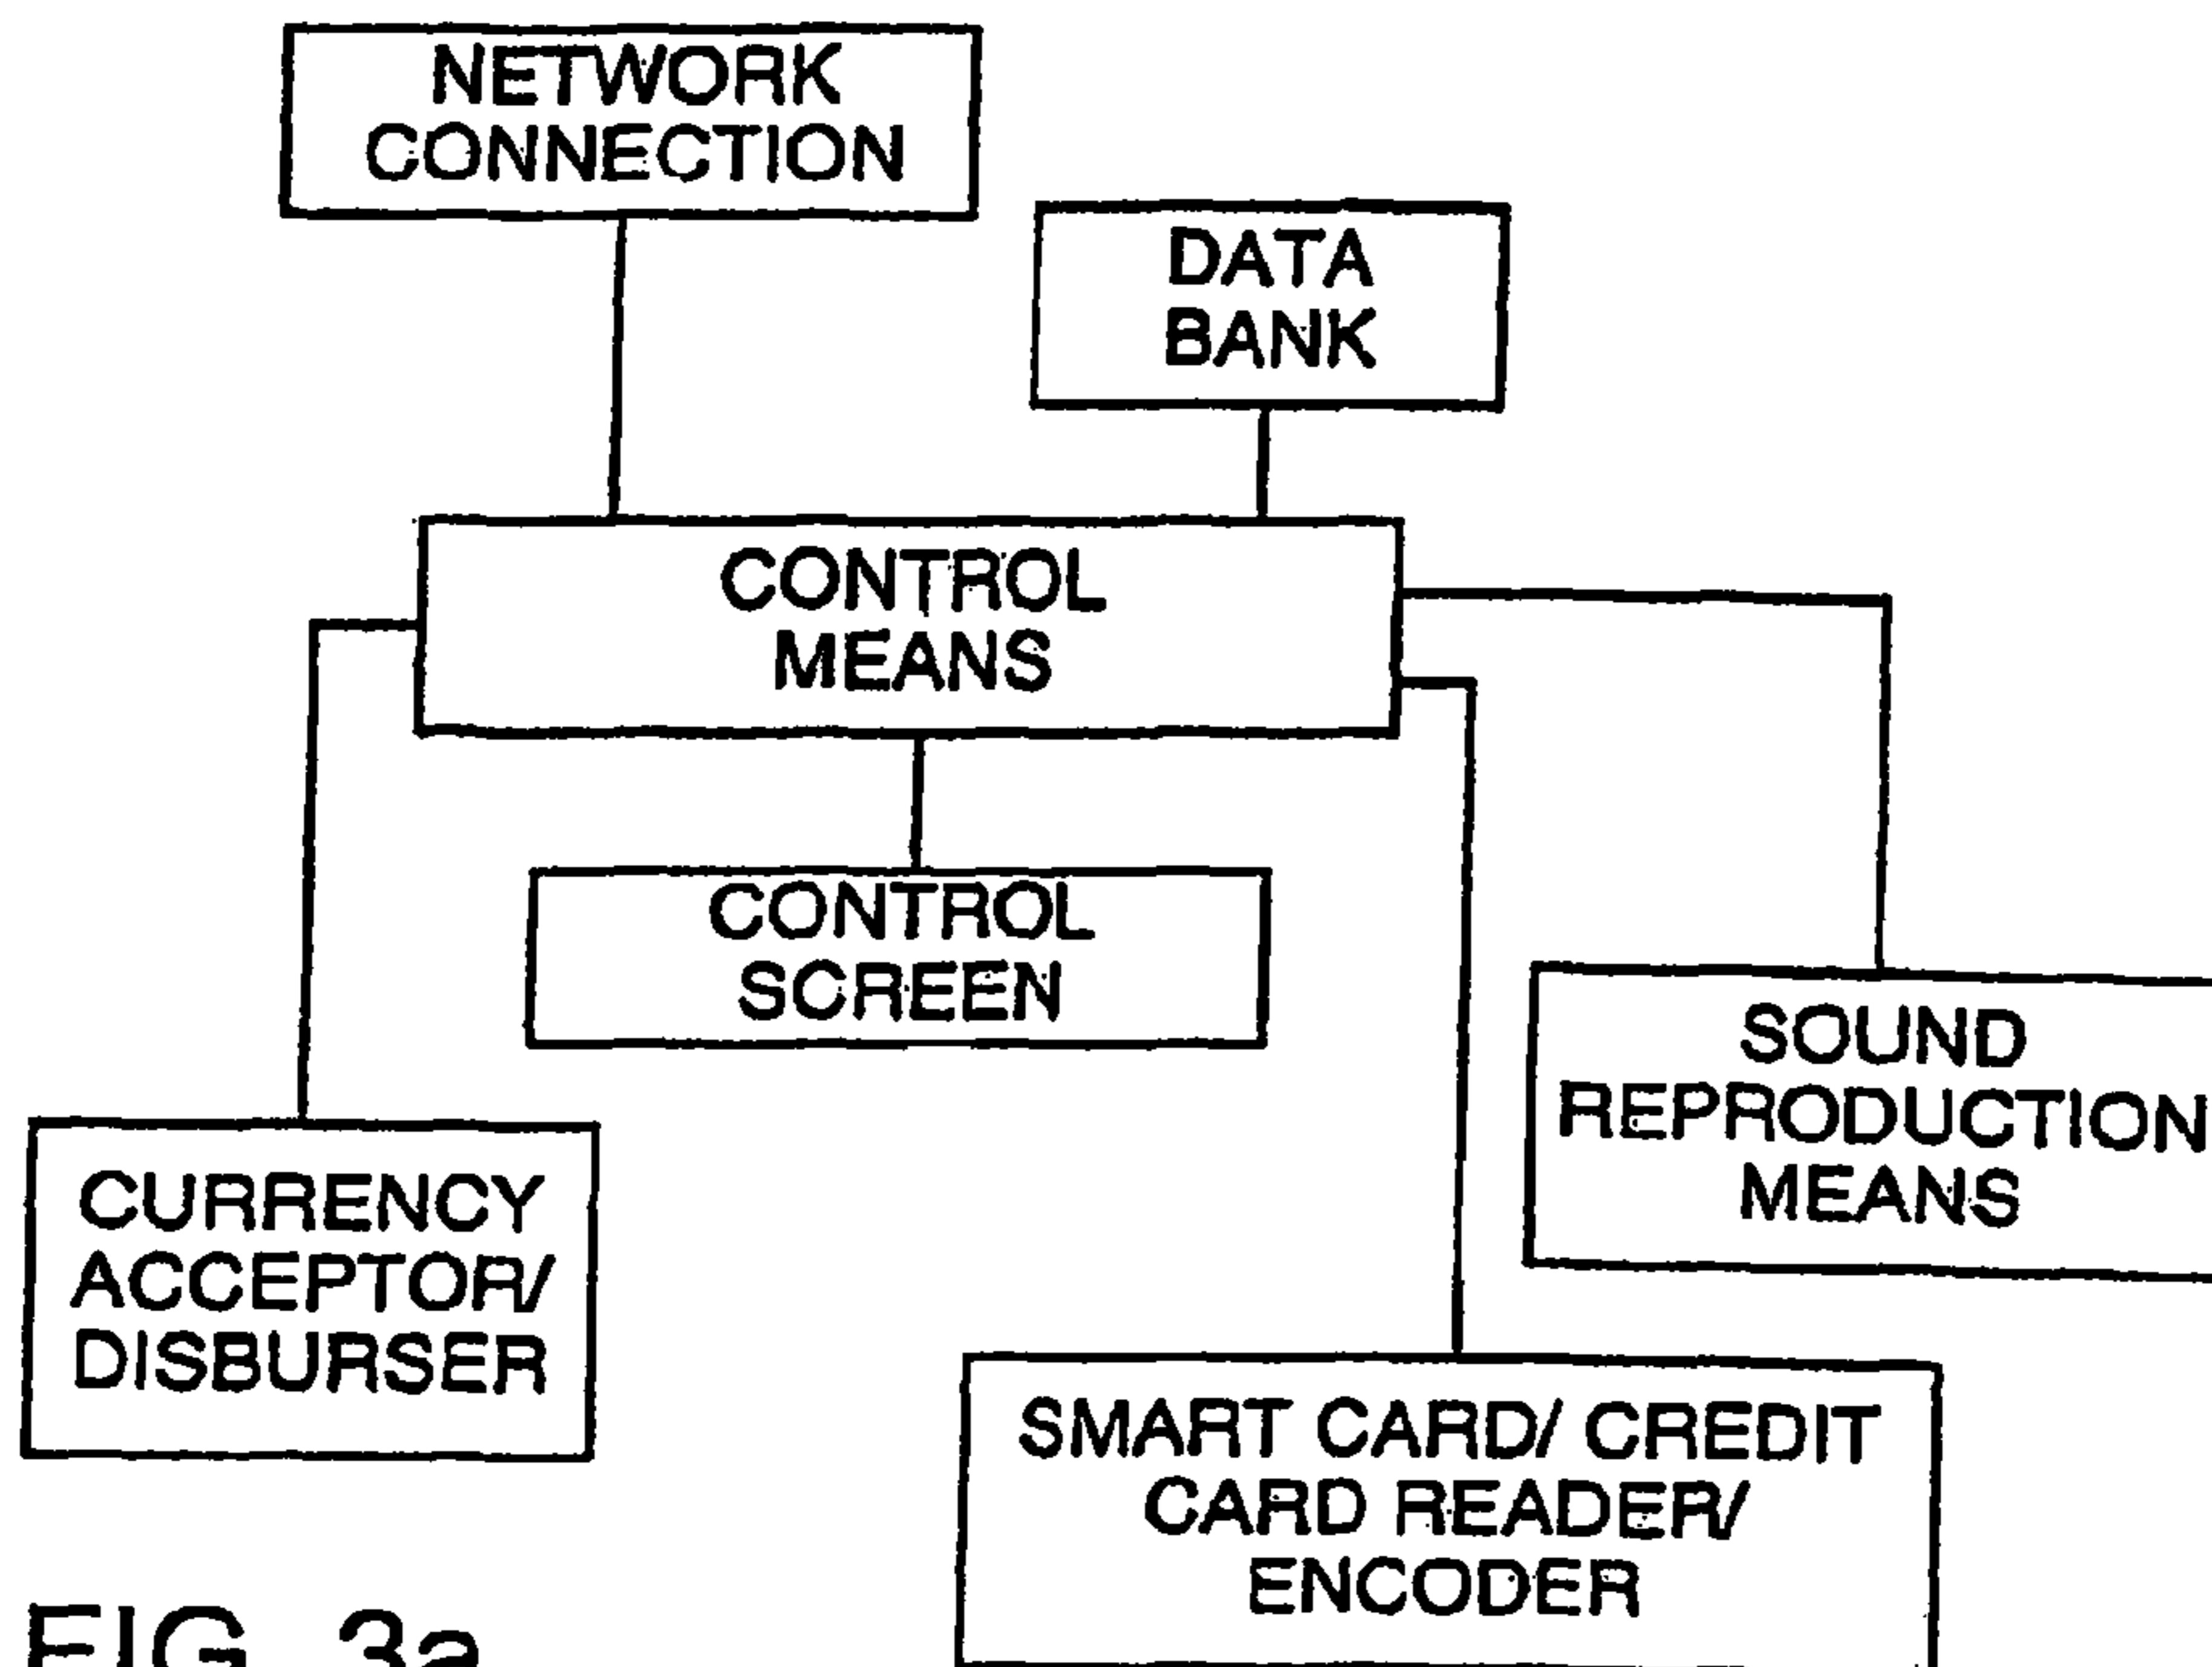 NETWORK
CONNECTION
DATA
BANK
CONTROL
MEANS
CONTROL
SCREEN
SOUND
REPRODUCTION
MEANS
CURRENCY
ACCEPTOR/
DISBURSER
SMART CARD/ CREDIT
CARD READER/
ENCODER
FIG. 3a